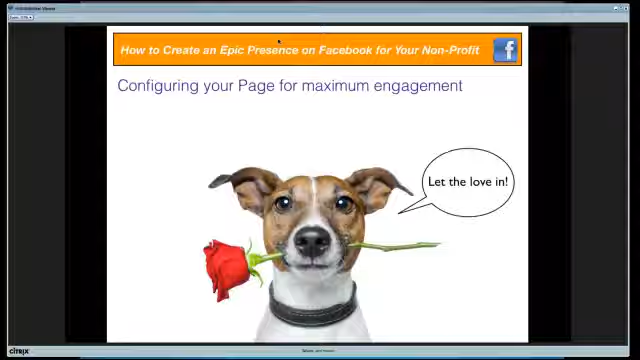 How to Create an Epic Presence on Facebook for Your Non-Profit
f
Configuring your Page for maximum engagement
Let the love in!
citrix